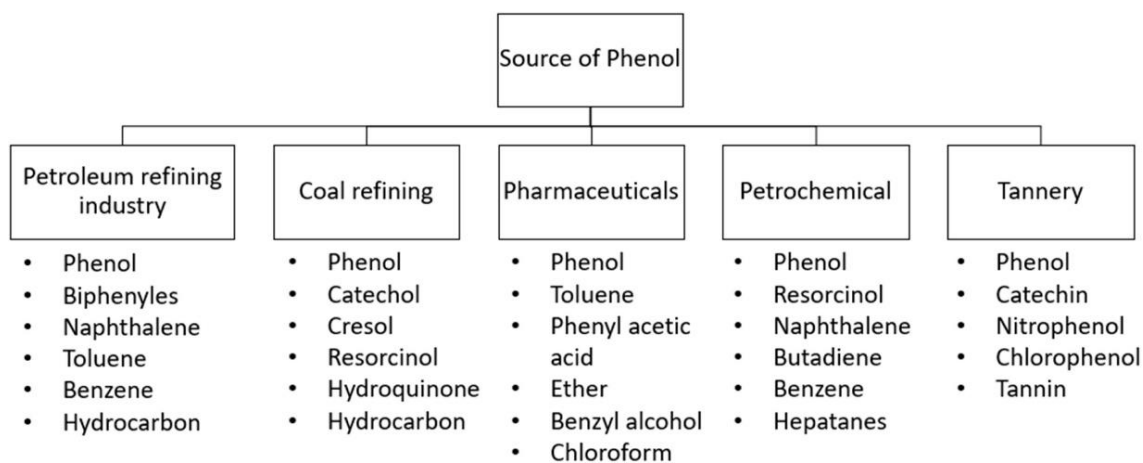 Source of Phenol
Petroleum refining
industry
• Phenol
• Biphenyles
• Naphthalene
• Toluene
• Benzene
• Hydrocarbon
Coal refining
• Phenol
• Catechol
• Cresol
• Resorcinol
• Hydroquinone
• Hydrocarbon
Pharmaceuticals
• Phenol
• Toluene
• Phenyl acetic
acid
• Ether
• Benzyl alcohol
• Chloroform
Petrochemical
• Phenol
• Resorcinol
• Naphthalene
• Butadiene
• Benzene
• Hepatanes
Tannery
• Phenol
• Catechin
• Nitrophenol
• Chlorophenol
• Tannin